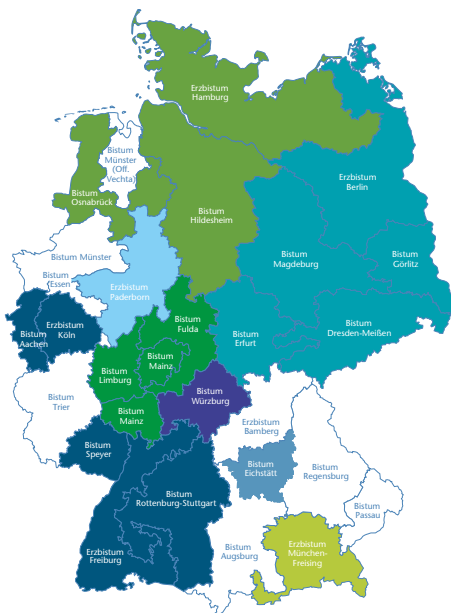 Erzbistum
Hamburg
Bistum
Münster
(Off.
Vechta)
Bistum
Osnabrück
Erzbistum
Berlin
Bistum
Hildesheim
Bistum Münster
Bistum
Magdeburg
Bistum
Görlitz
Bistum
Essen
Erzbistum
Paderborn
Bistum
Fulda
Bistum
Dresden-Meißen
Erzbistum
Köln
Bistum
Aachen
Bistum
Erfurt
Bistum
Mainz
Bistum
Limburg
Bistum
Trier
Bistum
Würzburg
Bistum
Mainz
Erzbistum
Bamberg
Bistum
Speyer
Bistum
Eichstätt
Bistum
Regensburg
Bistum
Rottenburg-Stuttgart
Bistum
Passau
Erzbistum
Freiburg
Bistum
Augsburg
Erzbistum
München-
Freising